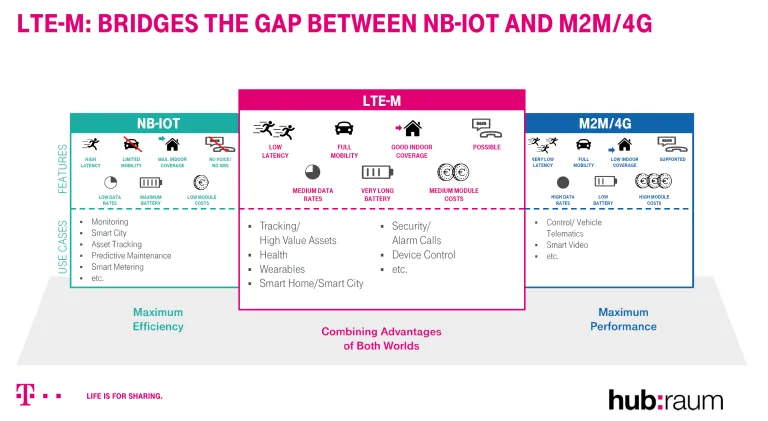 LTE-M: BRIDGES THE GAP BETWEEN NB-IOT AND M2M/4G
NB-IOT
FEATURES
HIGH
LATENCY
LIMITED
MOBILITY
MAX. INDOOR
COVERAGE
NO VOICE/
NO SMS
LOW DATA
RATES
MAXIMUM
BATTERY
LOW MODULE
COSTS
USE CASES
▪ Monitoring
▪ Smart City
▪ Asset Tracking
▪ Predictive Maintenance
▪ Smart Metering
▪ etc.
Maximum
Efficiency
LTE-M
LOW
LATENCY
FULL
MOBILITY
GOOD INDOOR
COVERAGE
SMS
POSSIBLE
MEDIUM DATA
RATES
VERY LONG
BATTERY
MEDIUM MODULE
COSTS
▪ Tracking/
High Value Assets
▪ Health
▪ Wearables
▪ Smart Home/Smart City
▪ Security/
Alarm Calls
▪ Device Control
▪ etc.
Combining Advantages
of Both Worlds
M2M/4G
VERY LOW
LATENCY
FULL
MOBILITY
LOW INDOOR
COVERAGE
SUPPORTED
HIGH DATA
RATES
LOW
BATTERY
HIGH MODULE
COSTS
▪ Control/ Vehicle
Telematics
▪ Smart Video
▪ etc.
Maximum
Performance
T
LIFE IS FOR SHARING.
hub:raum